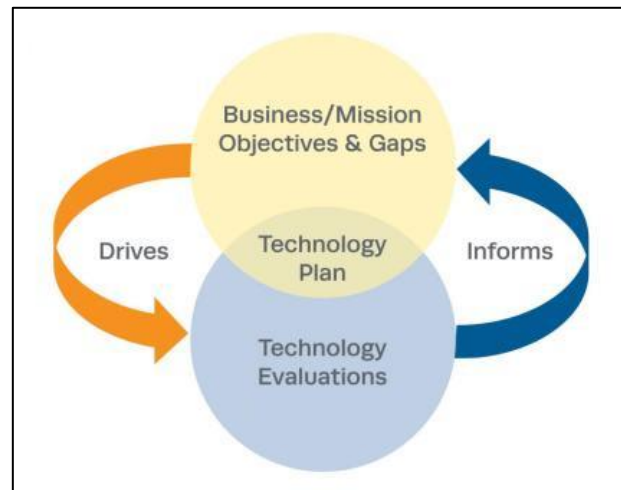 Business/Mission
Objectives & Gaps
Drives
Technology
Plan
Informs
Technology
Evaluations